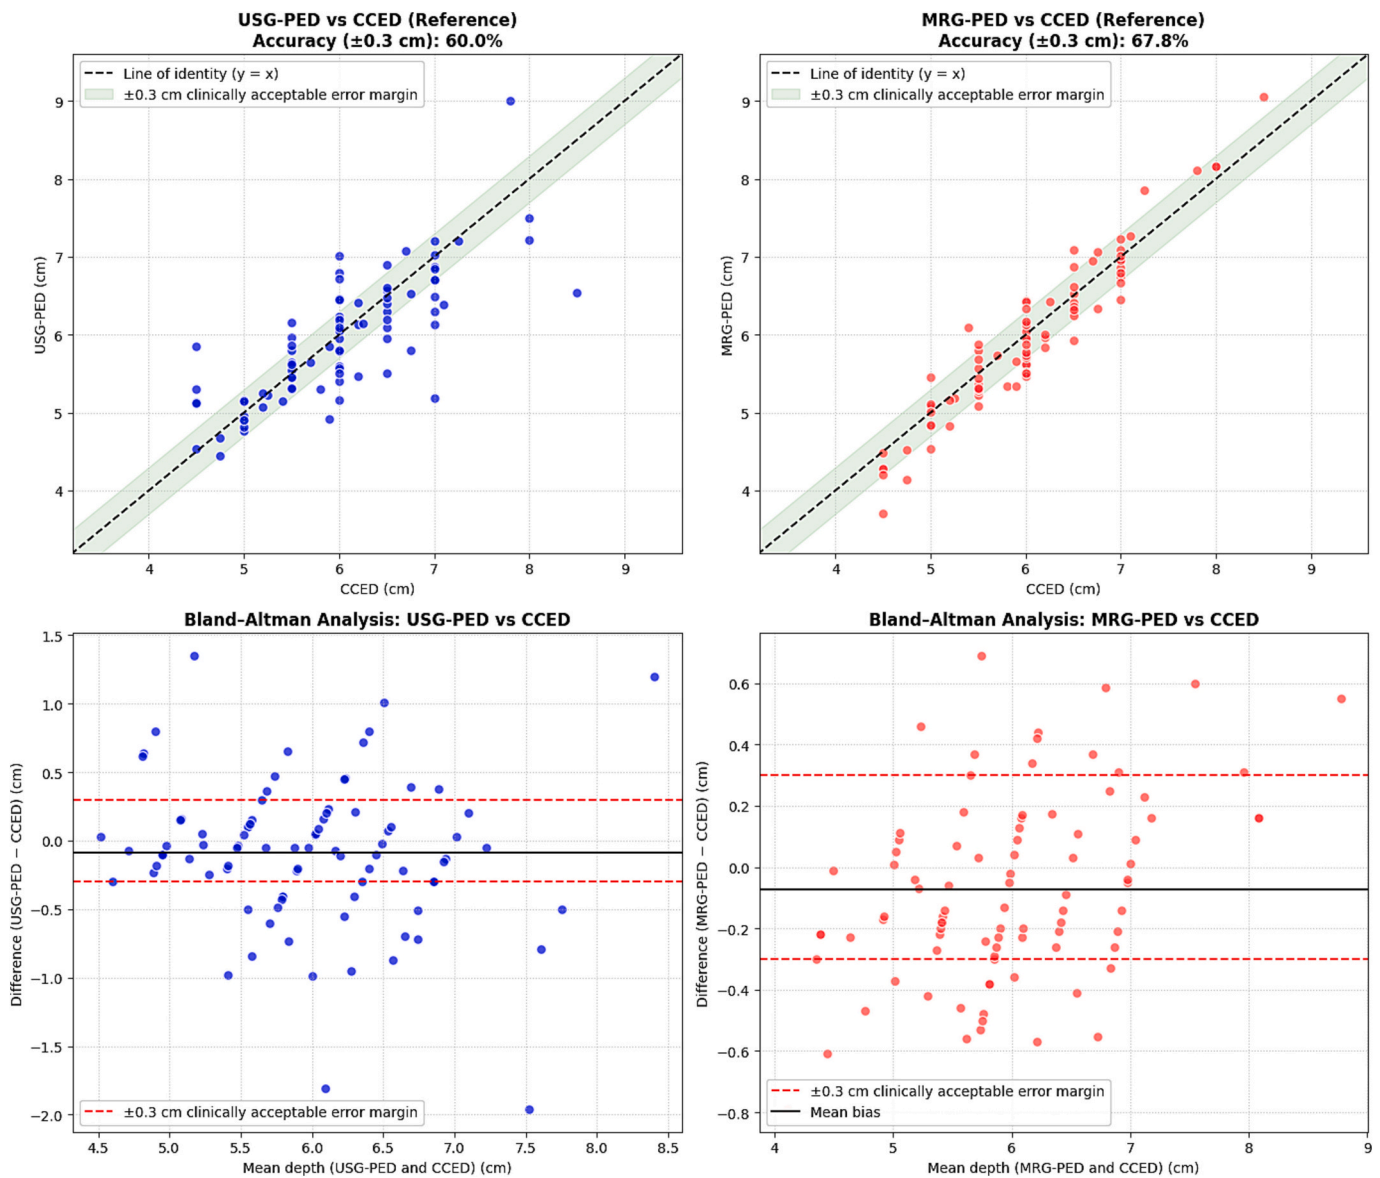 USG-PED vs CCED (Reference)
Accuracy (±0.3 cm): 60.0%
Line of identity (y = x)
±0.3 cm clinically acceptable error margin
USG-PED (cm)
9
8
7
6
5
4
4 5 6 7 8 9
CCED (cm)
MRG-PED vs CCED (Reference)
Accuracy (±0.3 cm): 67.8%
Line of identity (y = x)
±0.3 cm clinically acceptable error margin
MRG-PED (cm)
9
8
7
6
5
4
4 5 6 7 8 9
CCED (cm)
Bland–Altman Analysis: USG-PED vs CCED
Difference (USG-PED − CCED) (cm)
1.5
1.0
0.5
0.0
−0.5
−1.0
−1.5
−2.0
±0.3 cm clinically acceptable error margin
4.5 5.0 5.5 6.0 6.5 7.0 7.5 8.0 8.5
Mean depth (USG-PED and CCED) (cm)
Bland–Altman Analysis: MRG-PED vs CCED
Difference (MRG-PED − CCED) (cm)
0.6
0.4
0.2
0.0
−0.2
−0.4
−0.6
−0.8
±0.3 cm clinically acceptable error margin
Mean bias
4 5 6 7 8 9
Mean depth (MRG-PED and CCED) (cm)